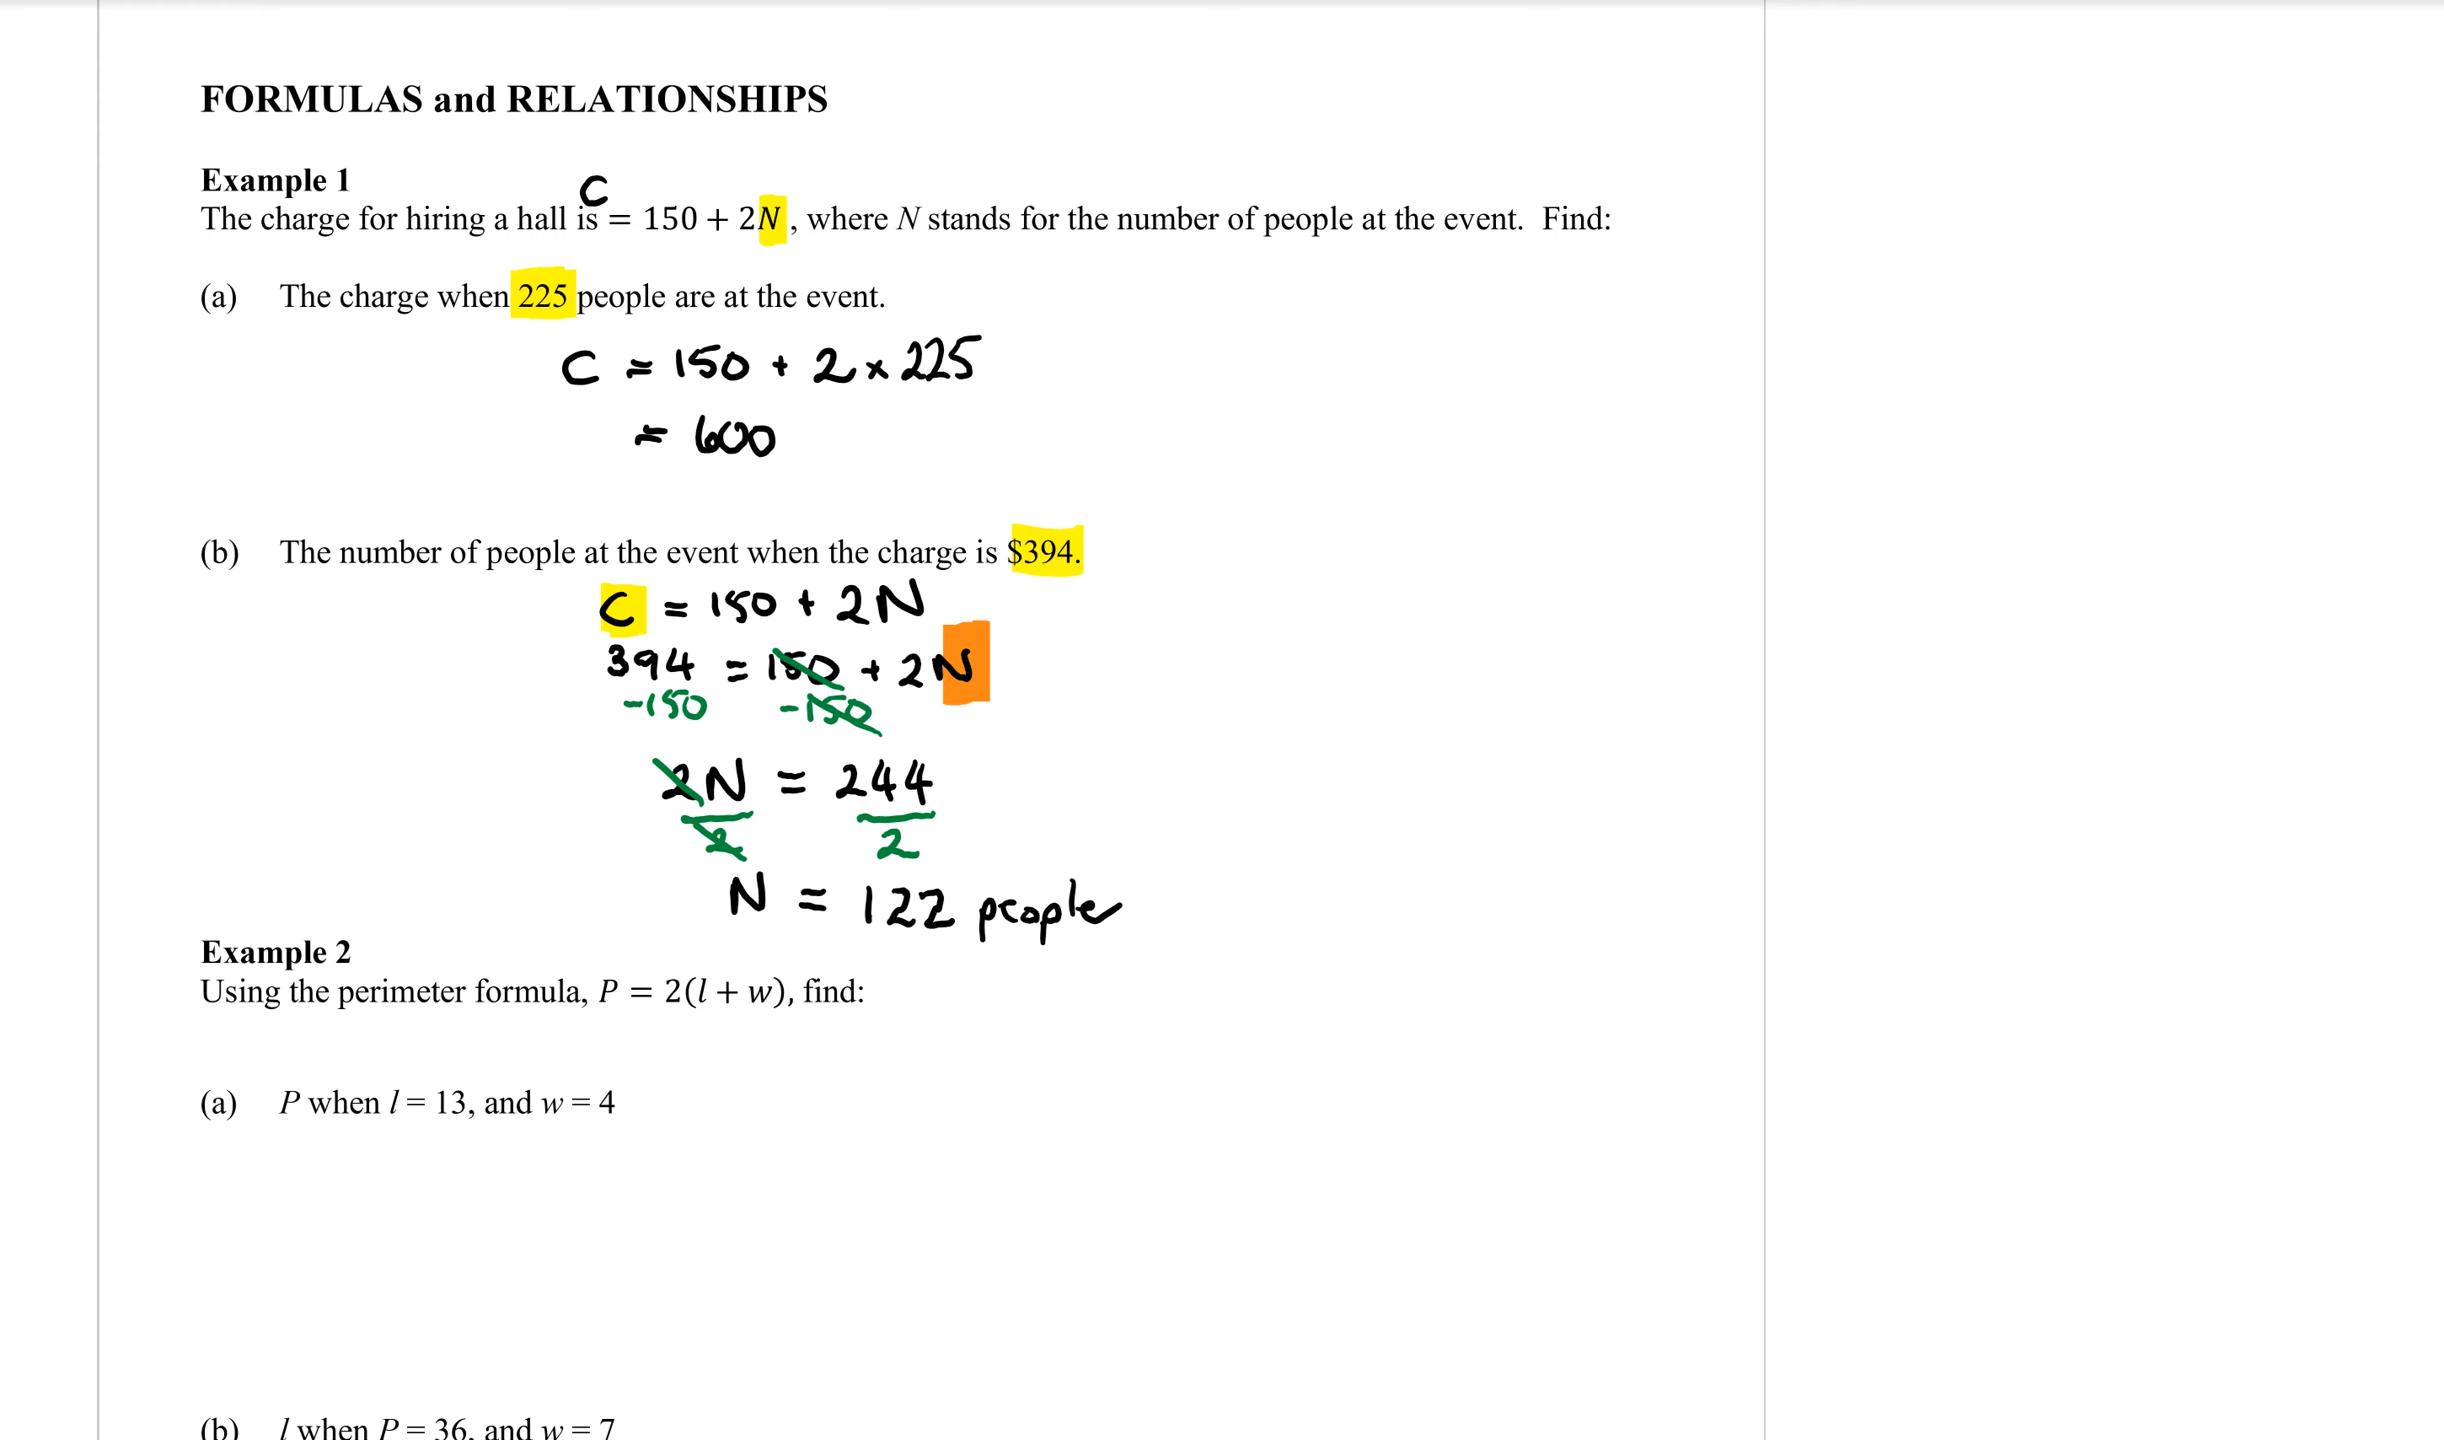 FORMULAS and RELATIONSHIPS
Example 1
C
The charge for hiring a hall is = 150 + 2N , where N stands for the number of people at the event. Find:
(a) The charge when 225 people are at the event.
C = 150 + 2 × 225
= 600
(b) The number of people at the event when the charge is $394.
C = 150 + 2N
394 = 150 + 2N
-150 -150
2N = 244
2 2
N = 122 people
Example 2
Using the perimeter formula, P = 2(l + w), find:
(a) P when l = 13, and w = 4
(b) l when P = 36, and w = 7